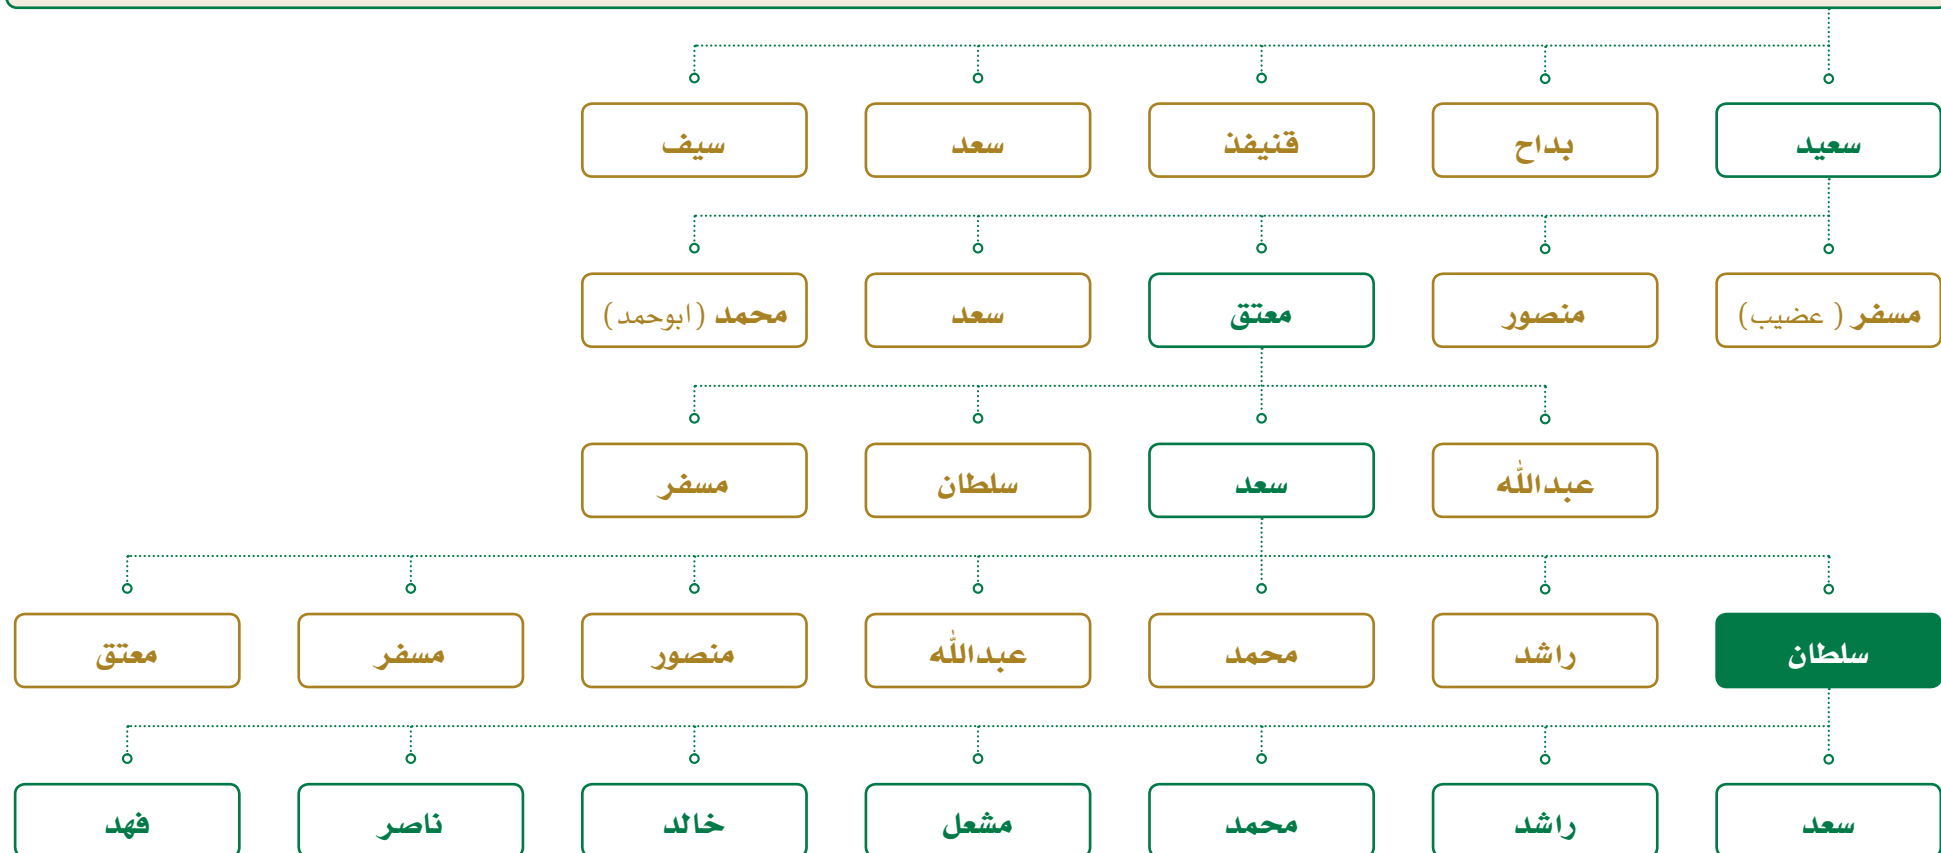 سعيد بداح قنيفذ سعد سيف
مسفر ( عضيب) منصور معتق سعد محمد (ابوحمد)
عبدالله سعد سلطان مسفر
سلطان راشد محمد عبدالله منصور مسفر معتق
سعد راشد محمد مشعل خالد ناصر فهد